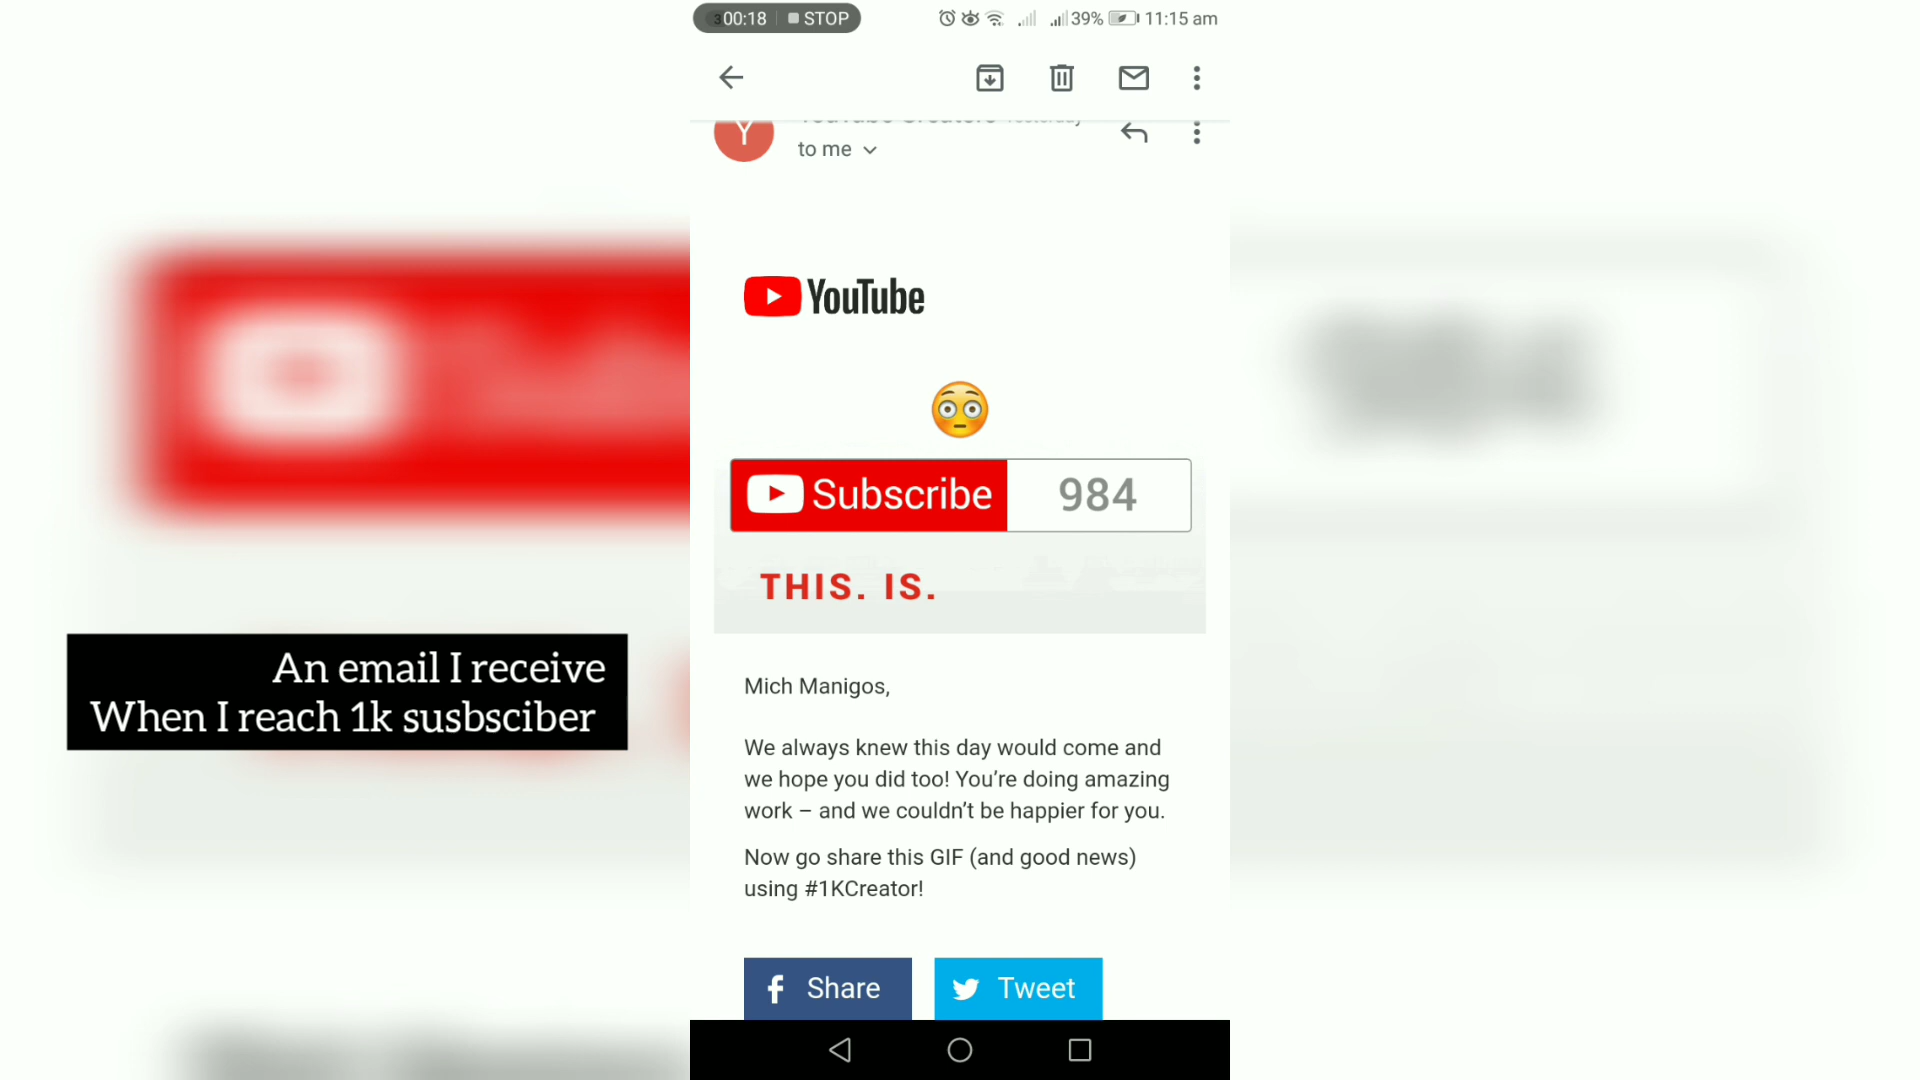 00:18 STOP 39% 11:15 am
YouTube Creators Yesterday
Y
to me
YouTube
Subscribe 984
THIS. IS.
An email I receive
When I reach 1k susbsciber
Mich Manigos,
We always knew this day would come and
we hope you did too! You’re doing amazing
work – and we couldn’t be happier for you.
Now go share this GIF (and good news)
using #1KCreator!
f Share Tweet